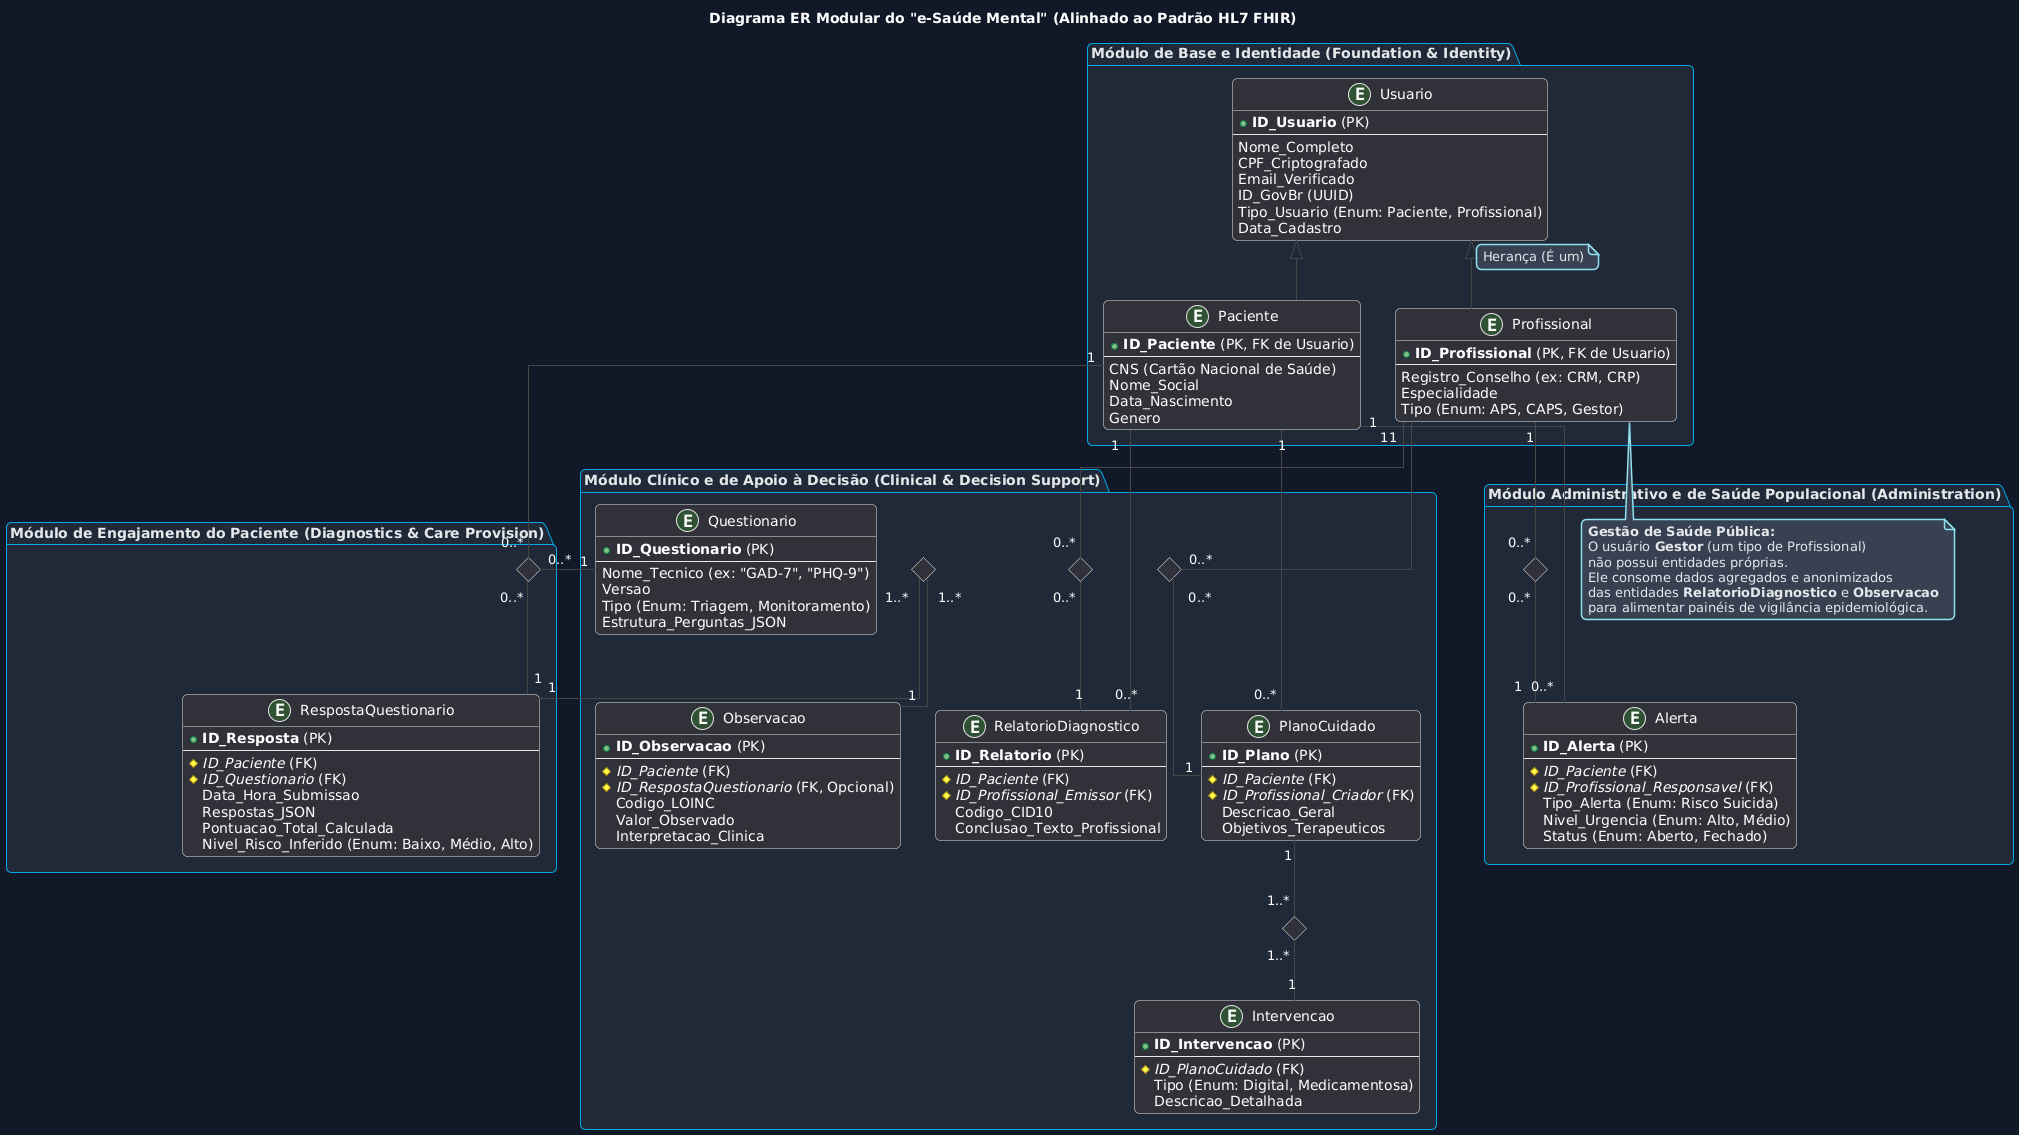 Diagrama ER Modular do "e-Saúde Mental" (Alinhado ao Padrão HL7 FHIR)
Módulo de Base e Identidade (Foundation & Identity)
E Usuario
ID_Usuario (PK)
Nome_Completo
CPF_Criptografado
Email_Verificado
ID_GovBr (UUID)
Tipo_Usuario (Enum: Paciente, Profissional)
Data_Cadastro
Herança (É um)
E Paciente
ID_Paciente (PK, FK de Usuario)
CNS (Cartão Nacional de Saúde)
Nome_Social
Data_Nascimento
Genero
E Profissional
ID_Profissional (PK, FK de Usuario)
Registro_Conselho (ex: CRM, CRP)
Especialidade
Tipo (Enum: APS, CAPS, Gestor)
1
1
1 1
11
1
Módulo de Engajamento do Paciente (Diagnostics & Care Provision)
0..*
0..*
1
0..*
1
1
E RespostaQuestionario
ID_Resposta (PK)
ID_Paciente (FK)
ID_Questionario (FK)
Data_Hora_Submissao
Respostas_JSON
Pontuacao_Total_Calculada
Nivel_Risco_Inferido (Enum: Baixo, Médio, Alto)
Módulo Clínico e de Apoio à Decisão (Clinical & Decision Support)
E Questionario
ID_Questionario (PK)
Nome_Tecnico (ex: "GAD-7", "PHQ-9")
Versao
Tipo (Enum: Triagem, Monitoramento)
Estrutura_Perguntas_JSON
0..*
0..*
1..* 1..*
0..*
0..*
1
1
0..*
0..*
E Observacao
ID_Observacao (PK)
ID_Paciente (FK)
ID_RespostaQuestionario (FK, Opcional)
Codigo_LOINC
Valor_Observado
Interpretacao_Clinica
E RelatorioDiagnostico
ID_Relatorio (PK)
ID_Paciente (FK)
ID_Profissional_Emissor (FK)
Codigo_CID10
Conclusao_Texto_Profissional
1
E PlanoCuidado
ID_Plano (PK)
ID_Paciente (FK)
ID_Profissional_Criador (FK)
Descricao_Geral
Objetivos_Terapeuticos
1
1..*
1..*
1
E Intervencao
ID_Intervencao (PK)
ID_PlanoCuidado (FK)
Tipo (Enum: Digital, Medicamentosa)
Descricao_Detalhada
Módulo Administrativo e de Saúde Populacional (Administration)
Gestão de Saúde Pública:
O usuário Gestor (um tipo de Profissional)
não possui entidades próprias.
Ele consome dados agregados e anonimizados
das entidades RelatorioDiagnostico e Observacao
para alimentar painéis de vigilância epidemiológica.
0..*
0..*
1 0..*
E Alerta
ID_Alerta (PK)
ID_Paciente (FK)
ID_Profissional_Responsavel (FK)
Tipo_Alerta (Enum: Risco Suicida)
Nivel_Urgencia (Enum: Alto, Médio)
Status (Enum: Aberto, Fechado)